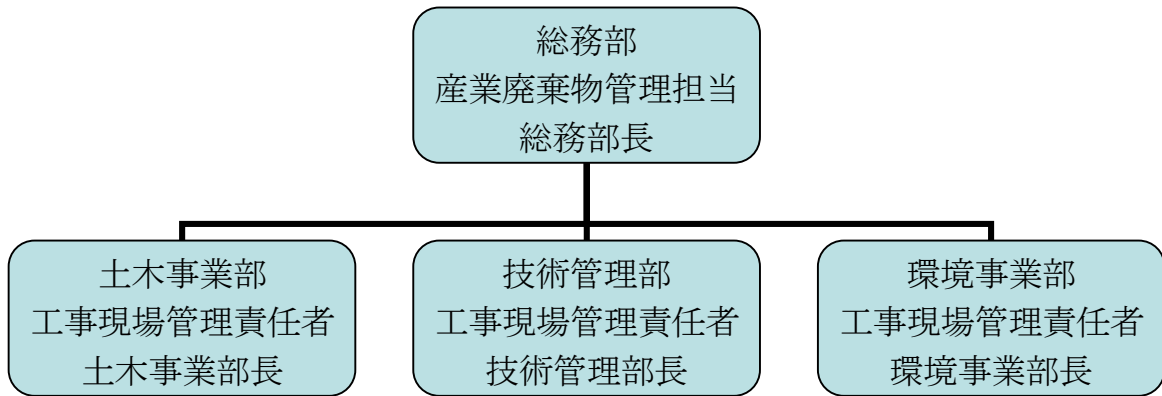 総務部
産業廃棄物管理担当
総務部長
土木事業部
工事現場管理責任者
土木事業部長
技術管理部
工事現場管理責任者
技術管理部長
環境事業部
工事現場管理責任者
環境事業部長